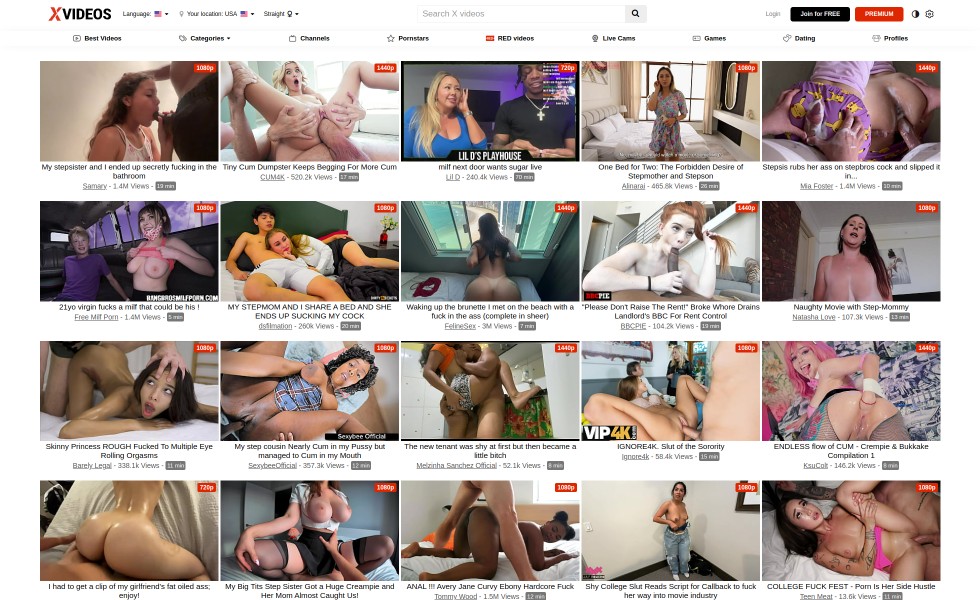 XVIDEOS
Language:
Your location: USA
Straight
Search X videos
Login
Join for FREE
PREMIUM
Best Videos
Categories
Channels
Pornstars
RED videos
Live Cams
Games
Dating
Profiles
1080p
My stepsister and I ended up secretly fucking in the
bathroom
Samary - 1.4M Views - 19 min
1440p
Tiny Cum Dumpster Keeps Begging For More Cum
CUM4K - 520.2k Views - 17 min
720p
LIL D'S PLAYHOUSE
milf next door wants sugar live
Lil D - 240.4k Views - 70 min
1080p
One Bed for Two: The Forbidden Desire of
Stepmother and Stepson
Alinarai - 465.8k Views - 26 min
1440p
Stepsis rubs her ass on stepbros cock and slipped it
in...
Mia Foster - 1.4M Views - 10 min
1080p
BANGBROSMILFPORN.COM
21yo virgin fucks a milf that could be his !
Free Milf Porn - 1.4M Views - 5 min
1080p
MY STEPMOM AND I SHARE A BED AND SHE
ENDS UP SUCKING MY COCK
dsfilmation - 260k Views - 20 min
1440p
Waking up the brunette I met on the beach with a
fuck in the ass (complete in sheer)
FelineSex - 3M Views - 7 min
1440p
BBCPIE
"Please Don't Raise The Rent!" Broke Whore Drains
Landlord's BBC For Rent Control
BBCPIE - 104.2k Views - 19 min
1080p
Naughty Movie with Step-Mommy
Natasha Love - 107.3k Views - 13 min
1080p
Skinny Princess ROUGH Fucked To Multiple Eye
Rolling Orgasms
Barely Legal - 338.1k Views - 11 min
1080p
Sexybee Official
My step cousin Nearly Cum in my Pussy but
managed to Cum in my Mouth
SexybeeOfficial - 357.3k Views - 12 min
1440p
The new tenant was shy at first but then became a
little bitch
Melzinha Sanchez Official - 52.1k Views - 8 min
1080p
VIP4K
IGNORE4K. Slut of the Sorority
Ignore4k - 58.4k Views - 15 min
1440p
ENDLESS flow of CUM - Crempie & Bukkake
Compilation 1
KsuColt - 146.2k Views - 9 min
720p
I had to get a clip of my girlfriend's fat oiled ass;
enjoy!
1080p
My Big Tits Step Sister Got a Huge Creampie and
Her Mom Almost Caught Us!
1080p
ANAL !!! Avery Jane Curvy Ebony Hardcore Fuck
Tommy Wood - 1.5M Views - 12 min
1080p
Shy College Slut Reads Script for Callback to fuck
her way into movie industry
1080p
COLLEGE FUCK FEST - Porn Is Her Side Hustle
Teen Meat - 13.6k Views - 11 min